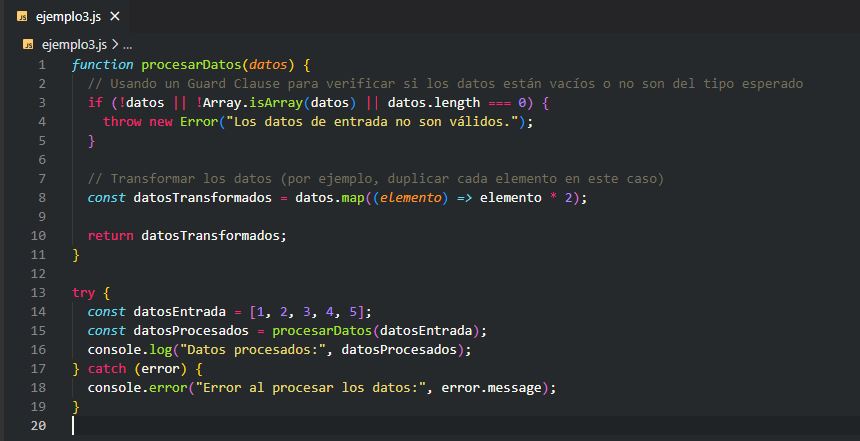 JS ejemplo3.js ✕
JS ejemplo3.js > ...
1 function procesarDatos(datos) {
2   // Usando un Guard Clause para verificar si los datos están vacíos o no son del tipo esperado
3   if (!datos || !Array.isArray(datos) || datos.length === 0) {
4     throw new Error("Los datos de entrada no son válidos.");
5   }
6
7   // Transformar los datos (por ejemplo, duplicar cada elemento en este caso)
8   const datosTransformados = datos.map((elemento) => elemento * 2);
9
10   return datosTransformados;
11 }
12
13 try {
14   const datosEntrada = [1, 2, 3, 4, 5];
15   const datosProcesados = procesarDatos(datosEntrada);
16   console.log("Datos procesados:", datosProcesados);
17 } catch (error) {
18   console.error("Error al procesar los datos:", error.message);
19 }
20